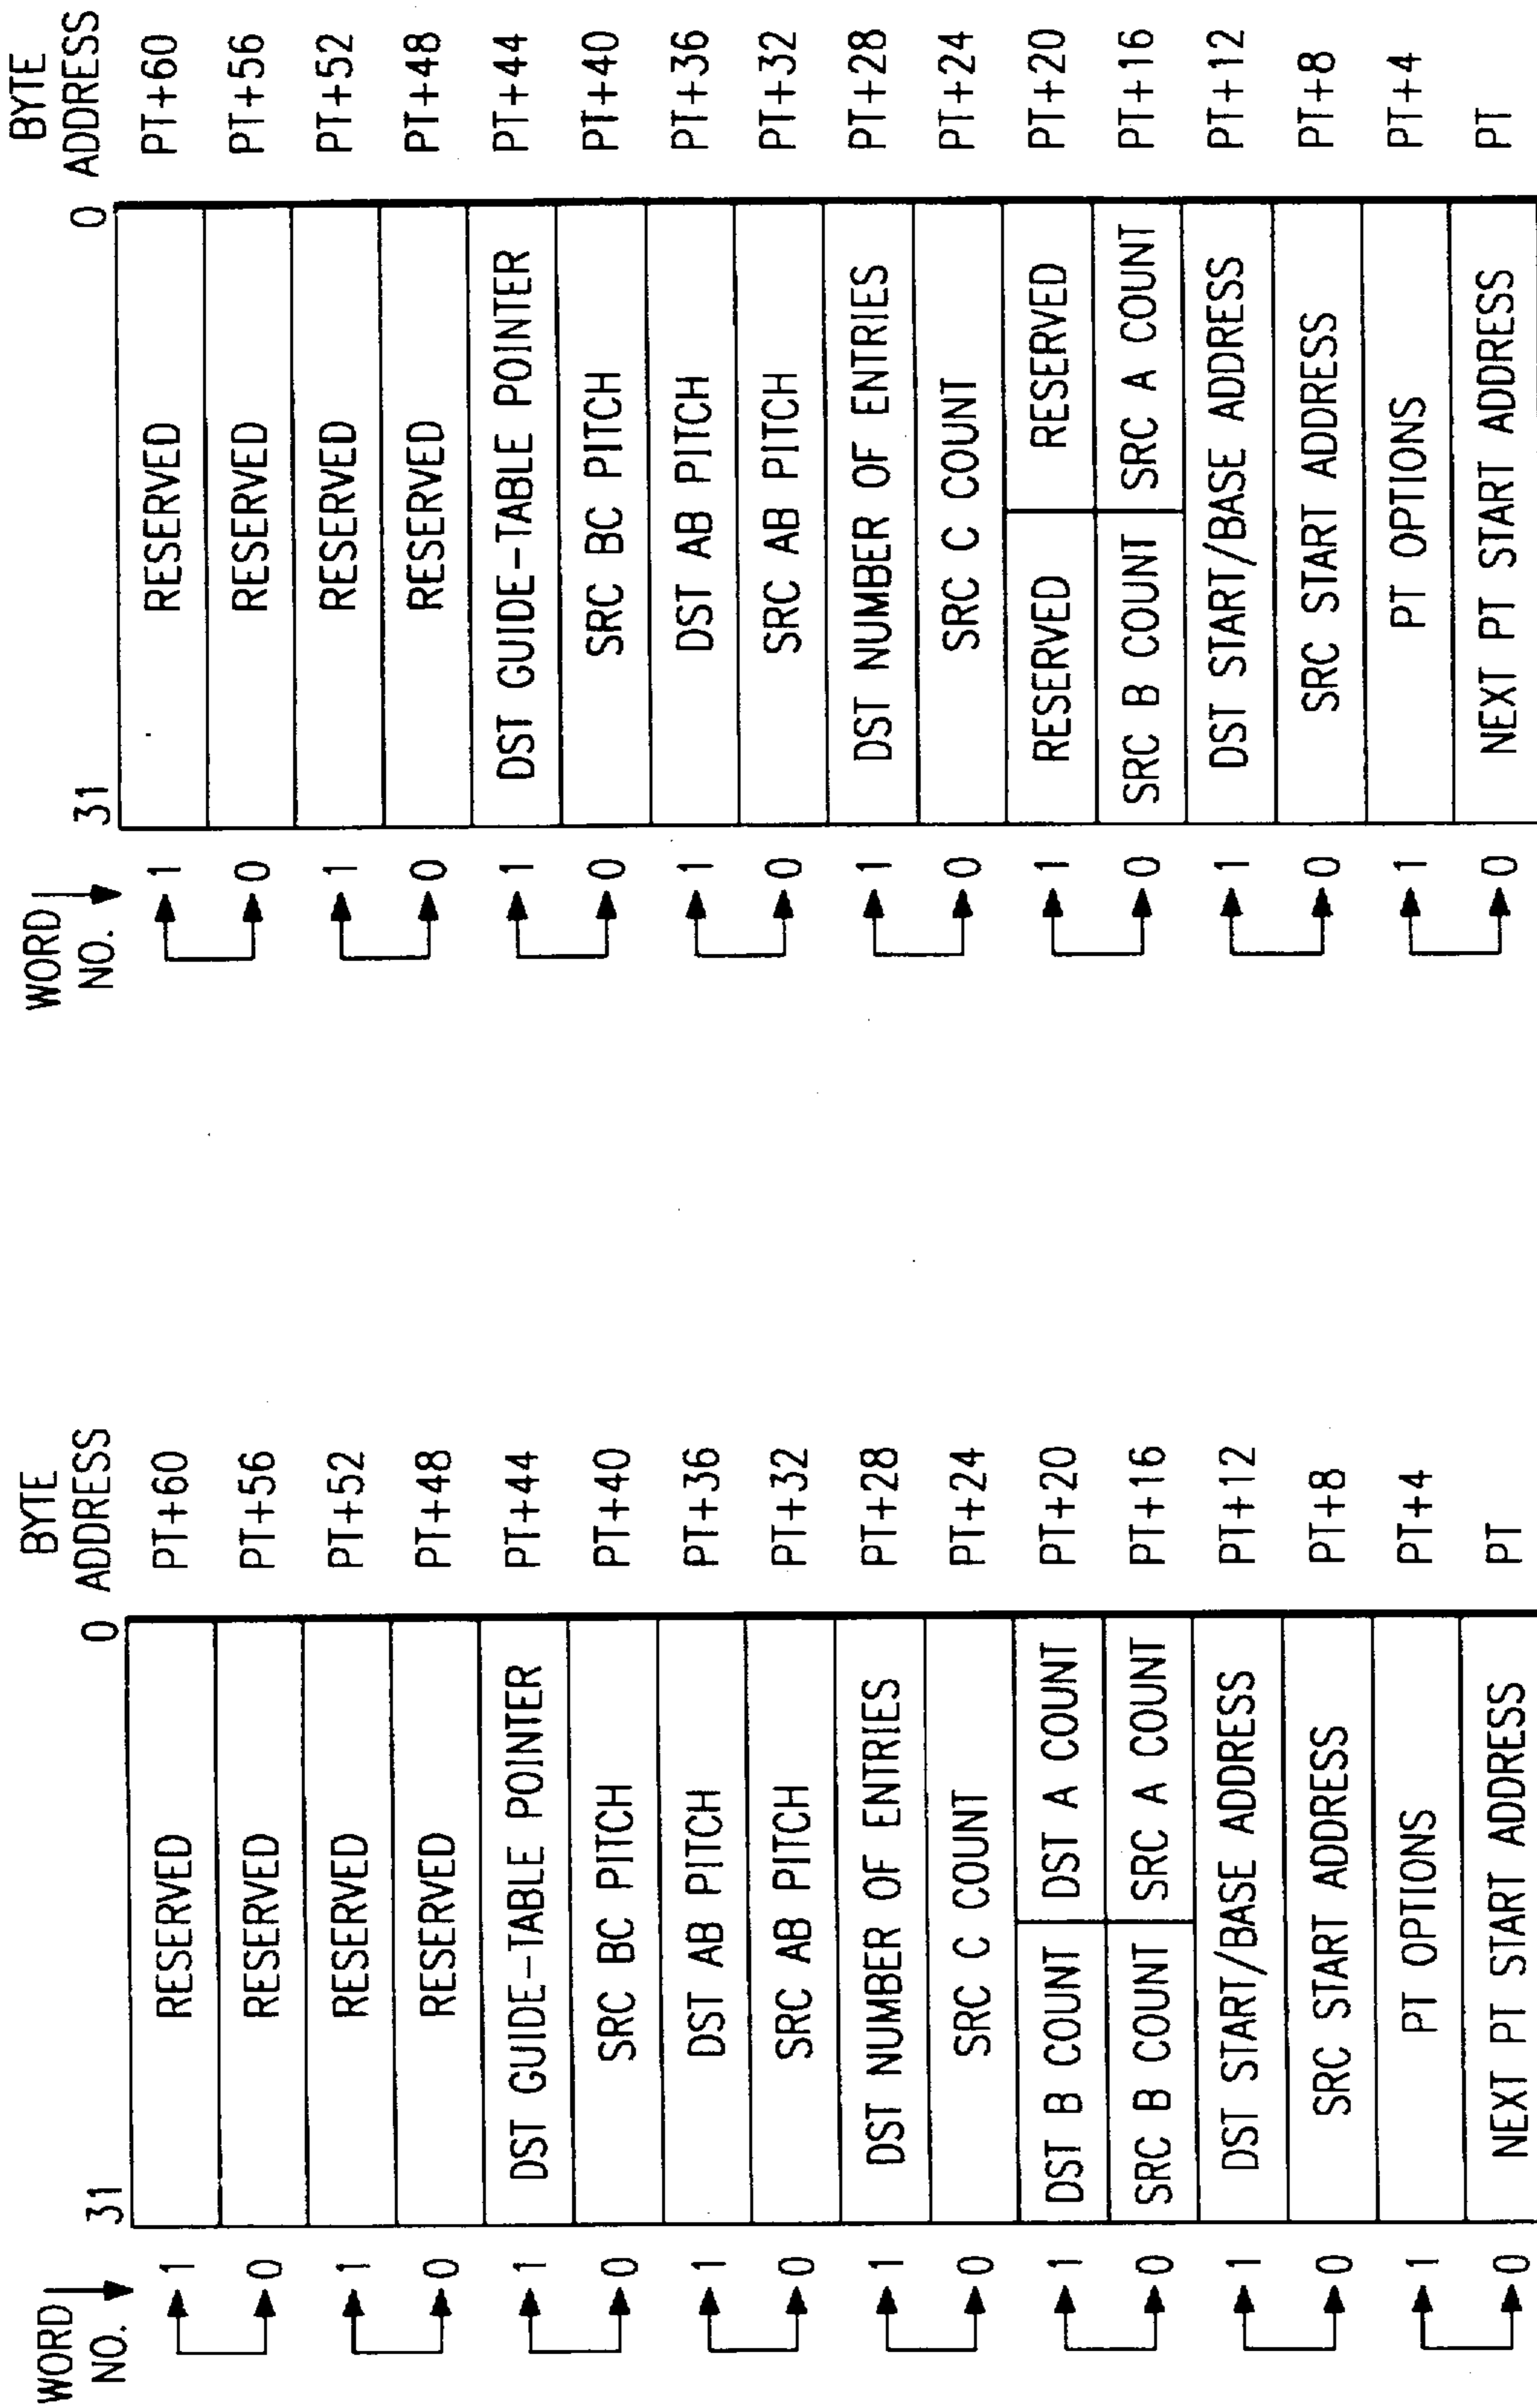 WORD NO.
31
0
BYTE ADDRESS
1 RESERVED PT+60
0 RESERVED PT+56
1 RESERVED PT+52
0 RESERVED PT+48
1 DST GUIDE-TABLE POINTER PT+44
0 SRC BC PITCH PT+40
1 DST AB PITCH PT+36
0 SRC AB PITCH PT+32
1 DST NUMBER OF ENTRIES PT+28
0 SRC C COUNT PT+24
1 DST B COUNT DST A COUNT PT+20
0 SRC B COUNT SRC A COUNT PT+16
1 DST START/BASE ADDRESS PT+12
0 SRC START ADDRESS PT+8
1 PT OPTIONS PT+4
0 NEXT PT START ADDRESS PT
WORD NO.
31
0
BYTE ADDRESS
1 RESERVED PT+60
0 RESERVED PT+56
1 RESERVED PT+52
0 RESERVED PT+48
1 DST GUIDE-TABLE POINTER PT+44
0 SRC BC PITCH PT+40
1 DST AB PITCH PT+36
0 SRC AB PITCH PT+32
1 DST NUMBER OF ENTRIES PT+28
0 SRC C COUNT PT+24
1 RESERVED RESERVED PT+20
0 SRC B COUNT SRC A COUNT PT+16
1 DST START/BASE ADDRESS PT+12
0 SRC START ADDRESS PT+8
1 PT OPTIONS PT+4
0 NEXT PT START ADDRESS PT